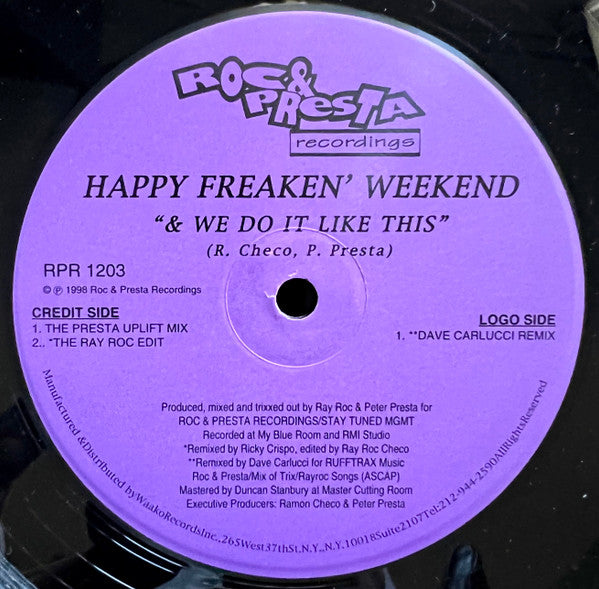 ROC & PRESTA
recordings
HAPPY FREAKEN' WEEKEND
"& WE DO IT LIKE THIS"
(R. Checo, P. Presta)
RPR 1203
© ℗ 1998 Roc & Presta Recordings
CREDIT SIDE
1. THE PRESTA UPLIFT MIX
2.. *THE RAY ROC EDIT
LOGO SIDE
1. **DAVE CARLUCCI REMIX
Produced, mixed and trixxed out by Ray Roc & Peter Presta for
ROC & PRESTA RECORDINGS/STAY TUNED MGMT
Recorded at My Blue Room and RMI Studio
*Remixed by Ricky Crispo, edited by Ray Roc Checo
**Remixed by Dave Carlucci for RUFFTRAX Music
Roc & Presta/Mix of Trix/Rayroc Songs (ASCAP)
Mastered by Duncan Stanbury at Master Cutting Room
Executive Producers: Ramon Checo & Peter Presta
Manufactured &Distributed byWaakoRecordsInc.,265West37thSt,N.Y.,N.Y.10018Suite2107Tel:212-944-2590AllRightsReserved